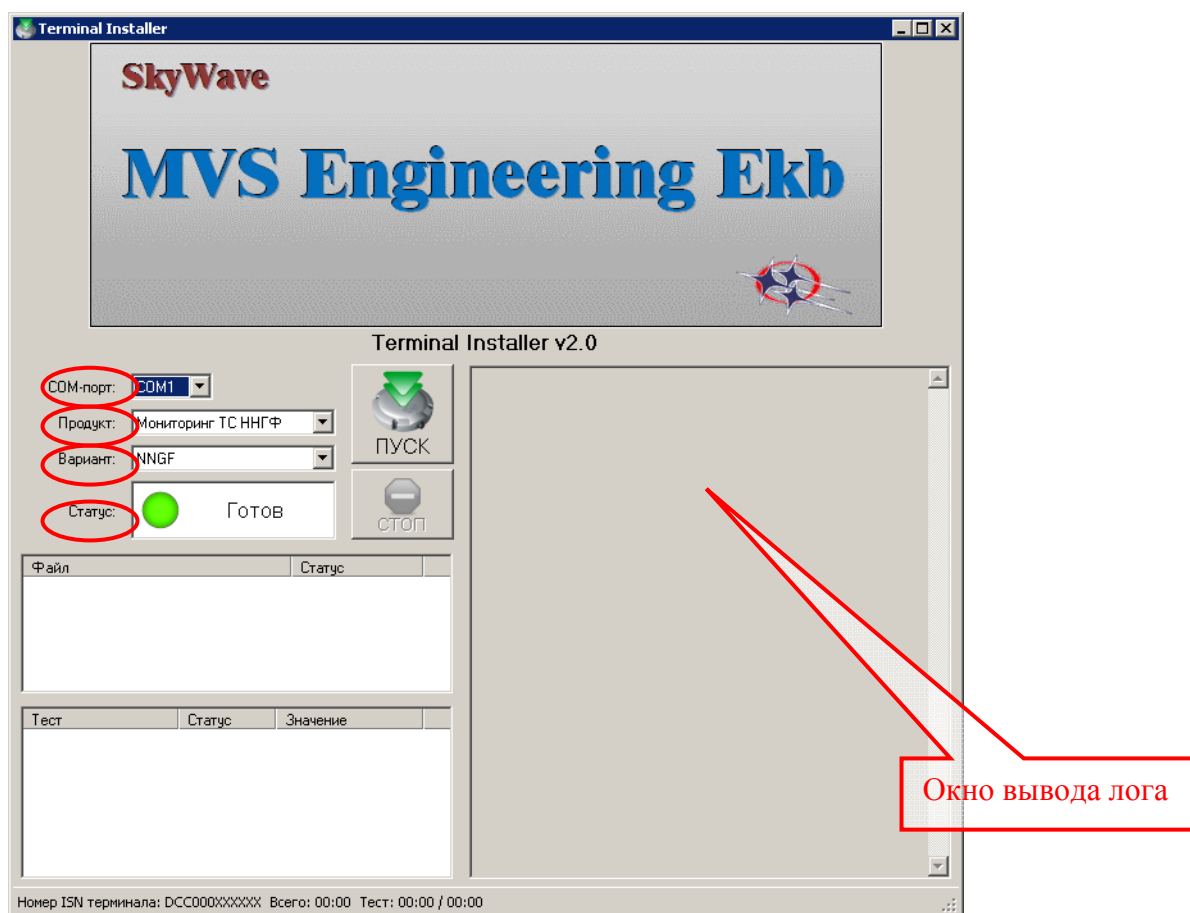 Terminal Installer
SkyWave
MVS Engineering Ekb
Terminal Installer v2.0
COM-порт:
COM1
Продукт:
Мониторинг ТС ННГФ
Вариант:
NNGF
Статус:
Готов
ПУСК
СТОП
Файл Статус
Тест Статус Значение
Окно вывода лога
Номер ISN терминала: DCC000XXXXXX Всего: 00:00 Тест: 00:00 / 00:00